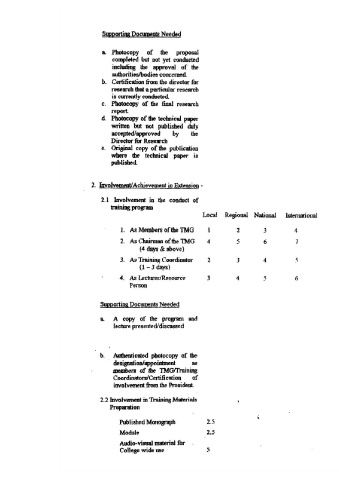 Supporting Documents Needed
a. Photocopy of the proposal
completed but not yet conducted
including the approval of the
authorities/bodies concerned.
b. Certification from the director for
research that a particular research
is currently conducted.
c. Photocopy of the final research
report.
d. Photocopy of the technical paper
written but not published duly
accepted/approved by the
Director for Research
e. Original copy of the publication
where the technical paper is
published.
2. Involvement/Achievement in Extension -
2.1 Involvement in the conduct of
training program
Local Regional National International
1. As Members of the TMG 1 2 3 4
2. As Chairman of the TMG 4 5 6 7
(4 days & above)
3. As Training Coordinator 2 3 4 5
(1 – 3 days)
4. As Lecturer/Resource 3 4 5 6
Person
Supporting Documents Needed
a. A copy of the program and
lecture presented/discussed
b. Authenticated photocopy of the
designation/appointment as
members of the TMG/Training
Coordinators/Certification of
involvement from the President.
2.2 Involvement in Training Materials
Preparation
Published Monograph 2.5
Module 2.5
Audio-visual material for
College wide use 5